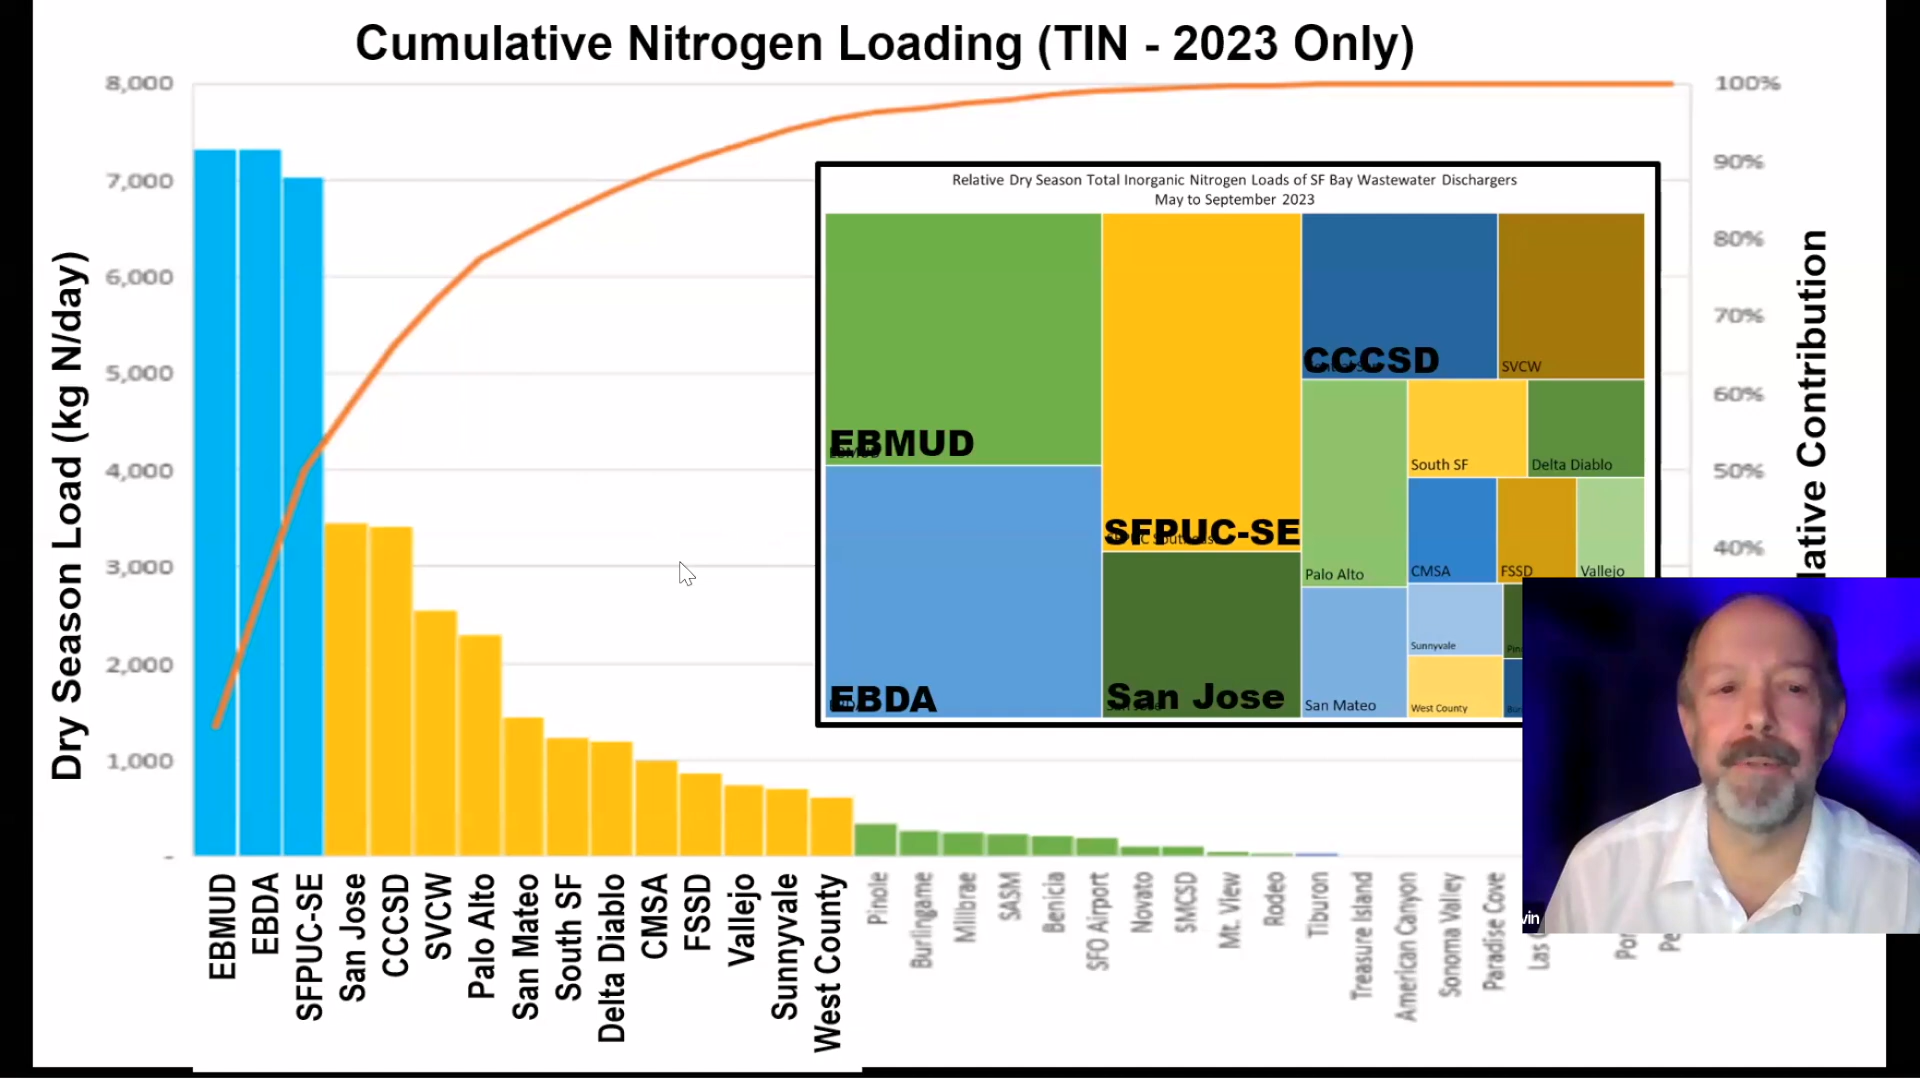 Cumulative Nitrogen Loading (TIN - 2023 Only)
Dry Season Load (kg N/day)
8,000
7,000
6,000
5,000
4,000
3,000
2,000
1,000
-
100%
90%
80%
70%
60%
50%
40%
lative Contribution
Relative Dry Season Total Inorganic Nitrogen Loads of SF Bay Wastewater Dischargers
May to September 2023
EBMUD
EBDA
SFPUC-SE
San Jose
CCCSD
SVCW
Palo Alto
San Mateo
South SF
Delta Diablo
CMSA
FSSD
Vallejo
Sunnyvale
West County
EBMUD
EBDA
SFPUC-SE
San Jose
CCCSD
SVCW
Palo Alto
San Mateo
South SF
Delta Diablo
CMSA
FSSD
Vallejo
Sunnyvale
West County
Pinole
Burlingame
Millbrae
SASM
Benicia
SFO Airport
Novato
SMCSD
Mt. View
Rodeo
Tiburon
Treasure Island
American Canyon
Sonoma Valley
Paradise Cove
Las
Po
Pe
vin